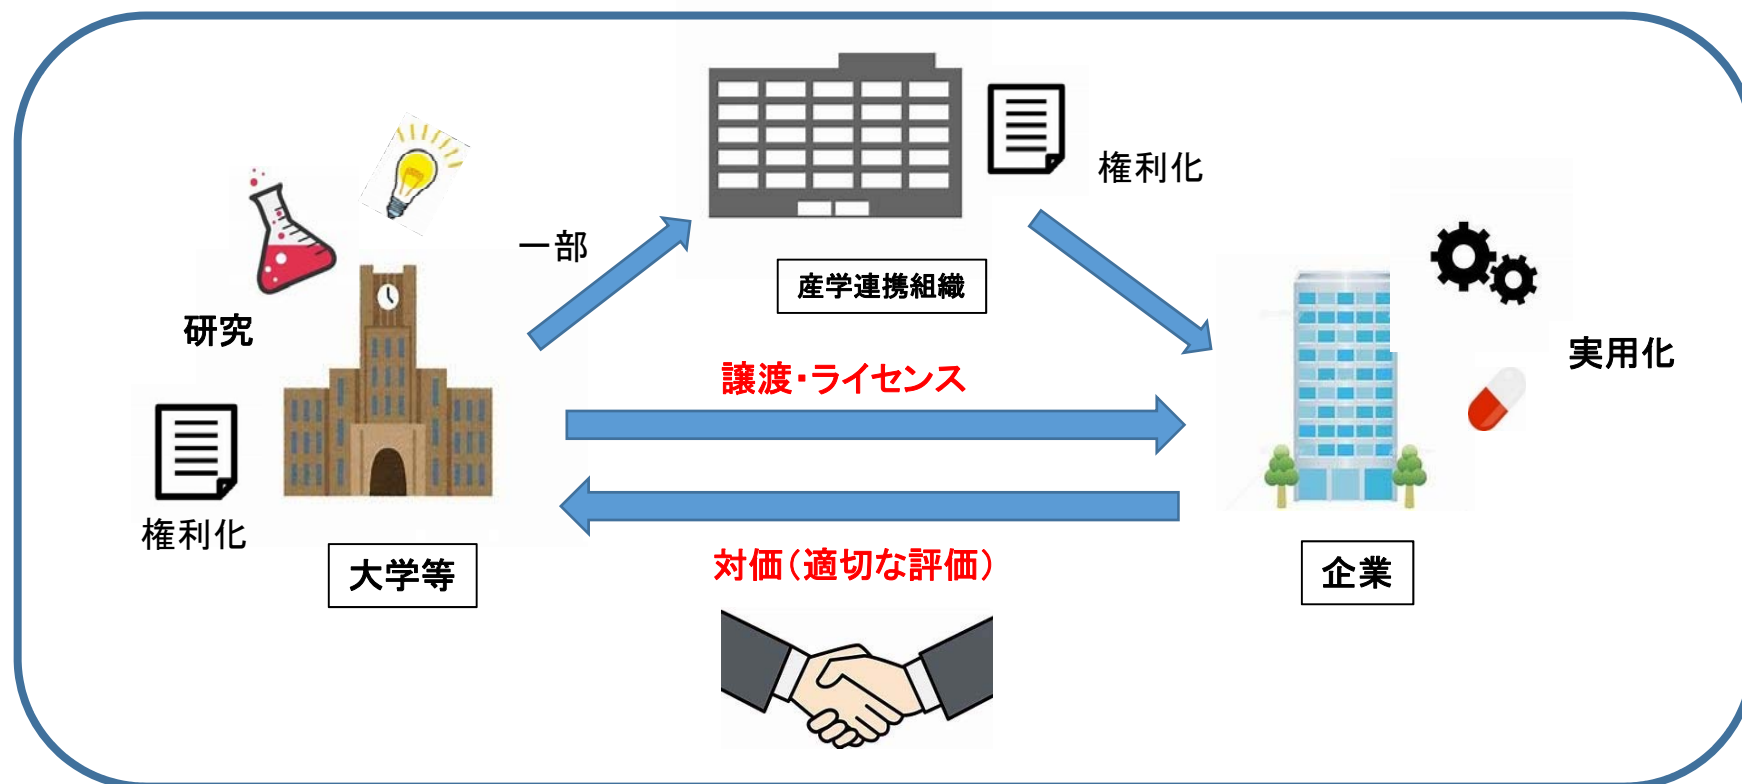 権利化
一部
産学連携組織
研究
実用化
譲渡・ライセンス
権利化
大学等
対価（適切な評価）
企業